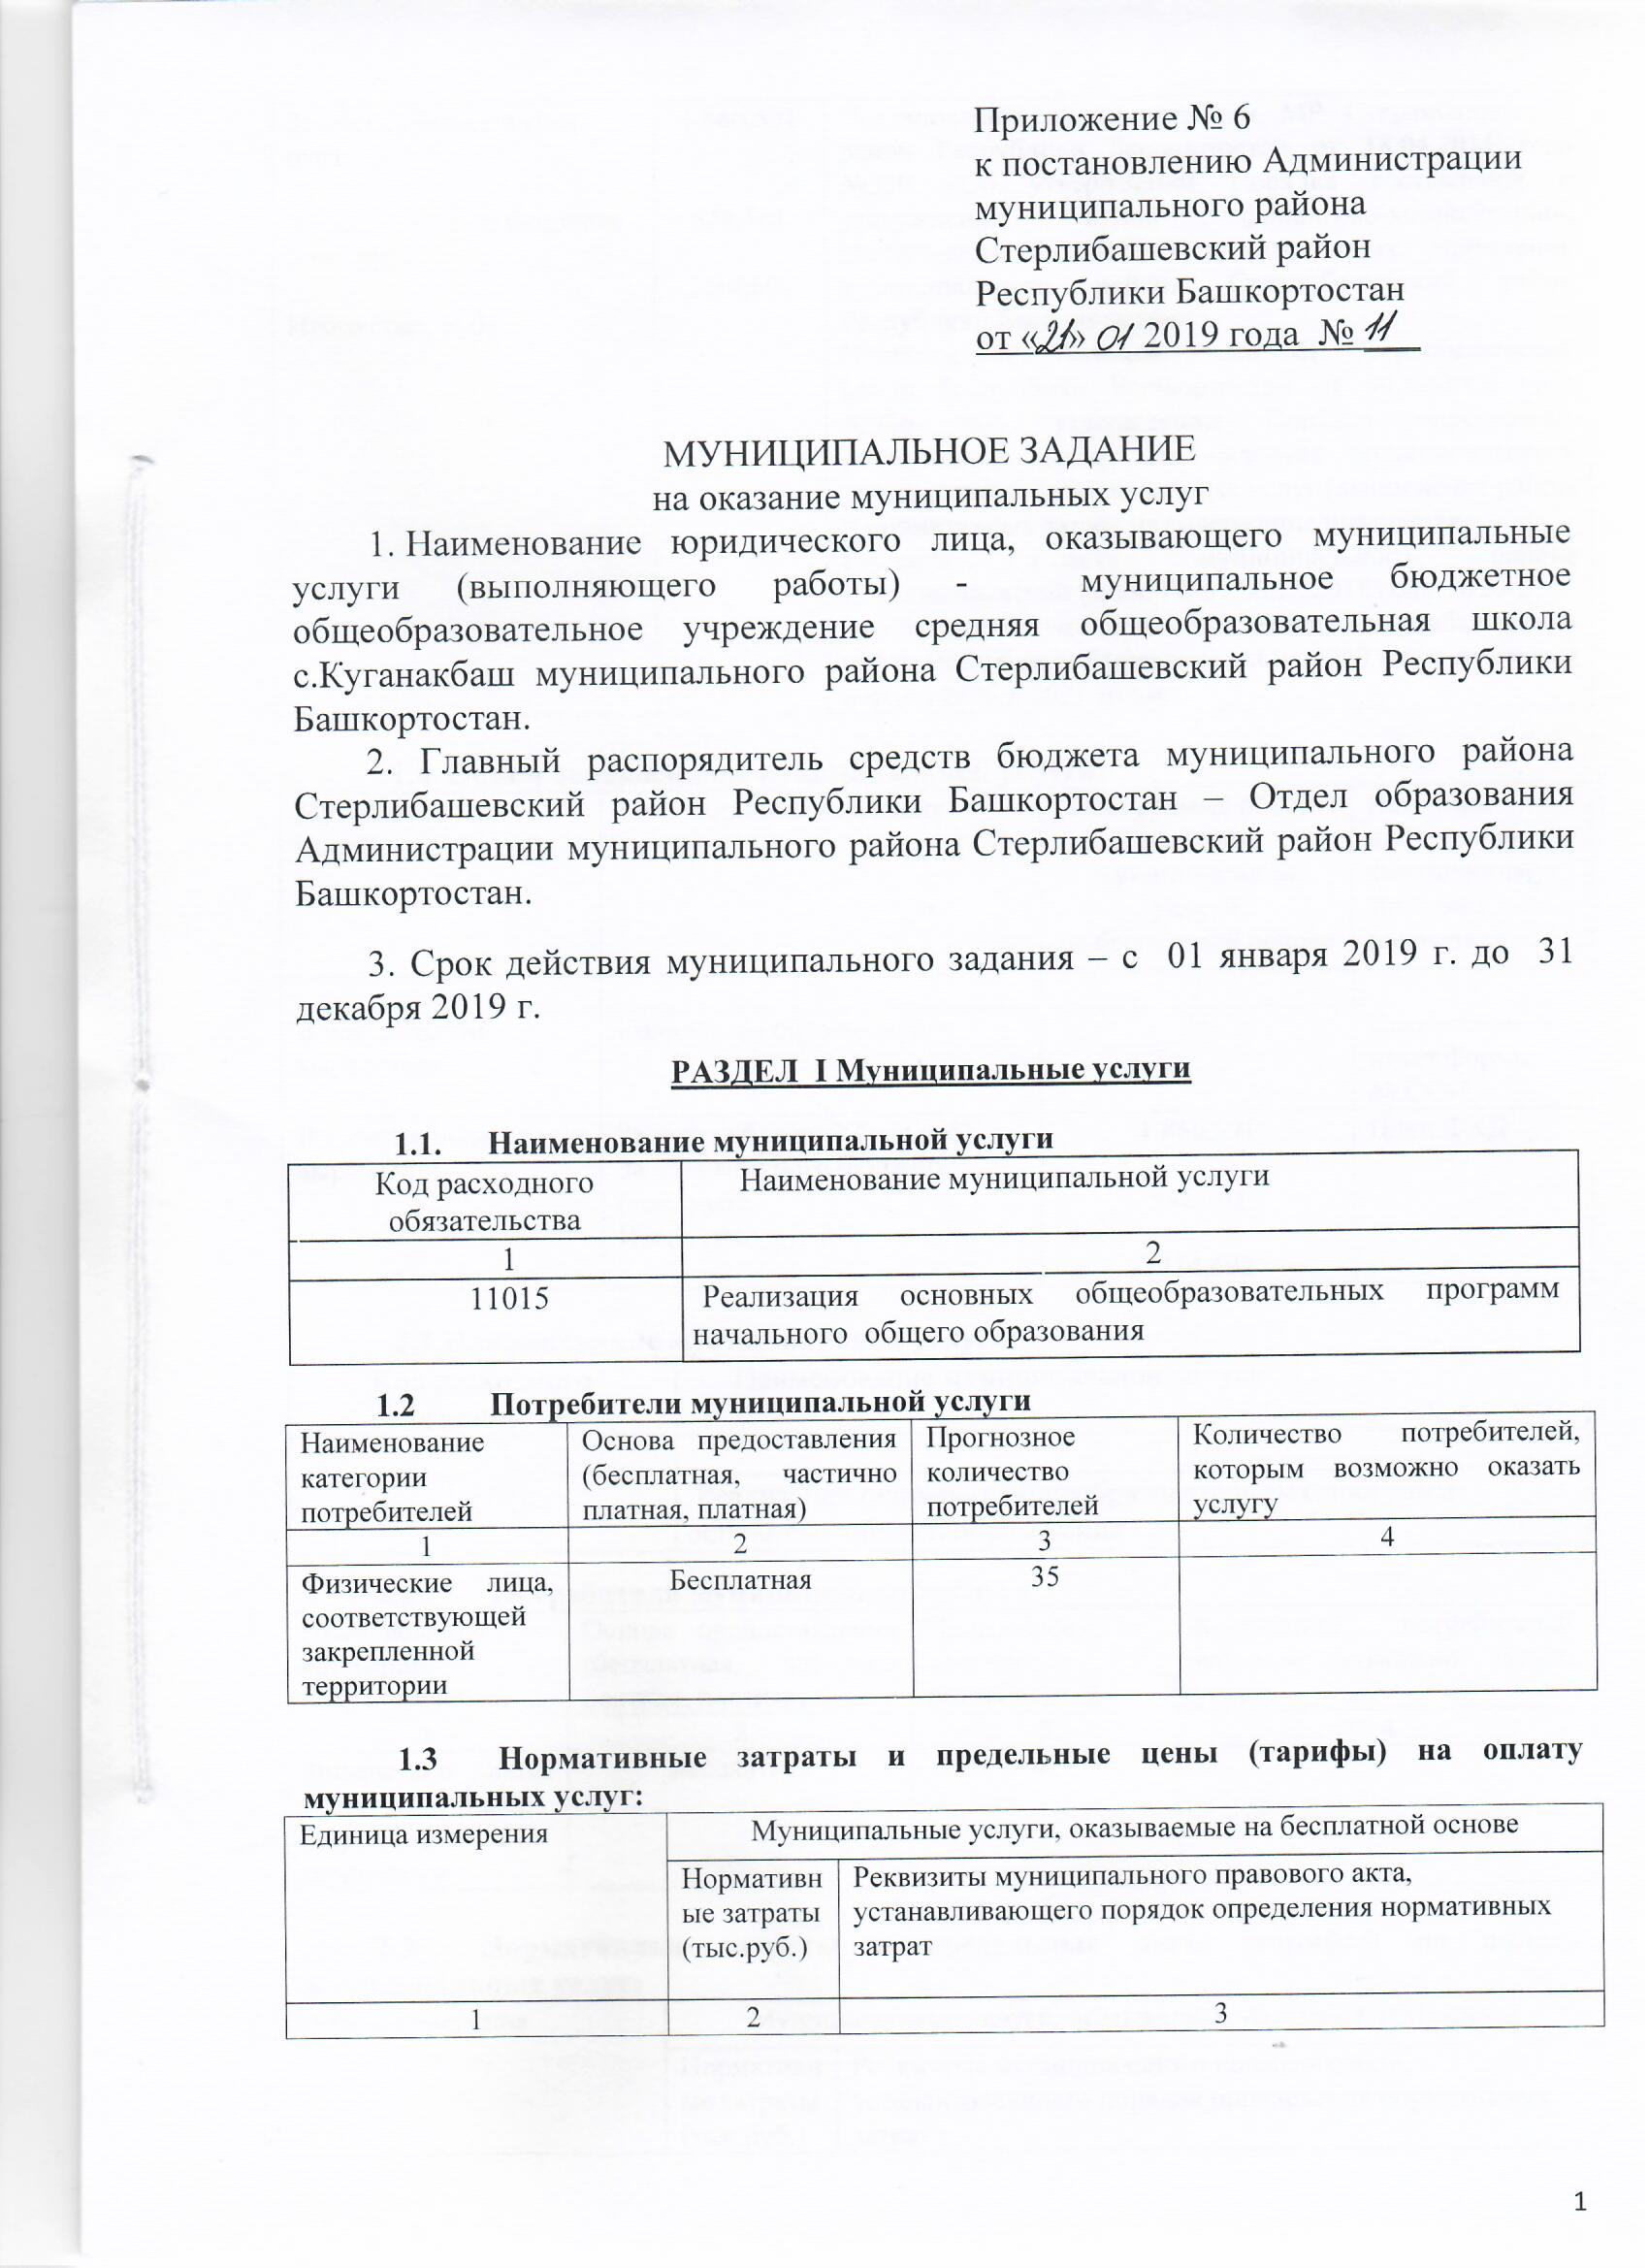 Приложение № 6
к постановлению Администрации
муниципального района
Стерлибашевский район
Республики Башкортостан
от «21» 01 2019 года № 11
МУНИЦИПАЛЬНОЕ ЗАДАНИЕ
на оказание муниципальных услуг
1. Наименование юридического лица, оказывающего муниципальные
услуги (выполняющего работы) - муниципальное бюджетное
общеобразовательное учреждение средняя общеобразовательная школа
с.Куганакбаш муниципального района Стерлибашевский район Республики
Башкортостан.
2. Главный распорядитель средств бюджета муниципального района
Стерлибашевский район Республики Башкортостан – Отдел образования
Администрации муниципального района Стерлибашевский район Республики
Башкортостан.
3. Срок действия муниципального задания – с 01 января 2019 г. до 31
декабря 2019 г.
РАЗДЕЛ I Муниципальные услуги
1.1. Наименование муниципальной услуги
Код расходного
обязательства
Наименование муниципальной услуги
1
2
11015
Реализация основных общеобразовательных программ
начального общего образования
1.2 Потребители муниципальной услуги
Наименование
категории
потребителей
Основа предоставления
(бесплатная, частично
платная, платная)
Прогнозное
количество
потребителей
Количество потребителей,
которым возможно оказать
услугу
1
2
3
4
Физические лица,
соответствующей
закрепленной
территории
Бесплатная
35
1.3 Нормативные затраты и предельные цены (тарифы) на оплату
муниципальных услуг:
Единица измерения
Муниципальные услуги, оказываемые на бесплатной основе
Нормативн
ые затраты
(тыс.руб.)
Реквизиты муниципального правового акта,
устанавливающего порядок определения нормативных
затрат
1
2
3
1